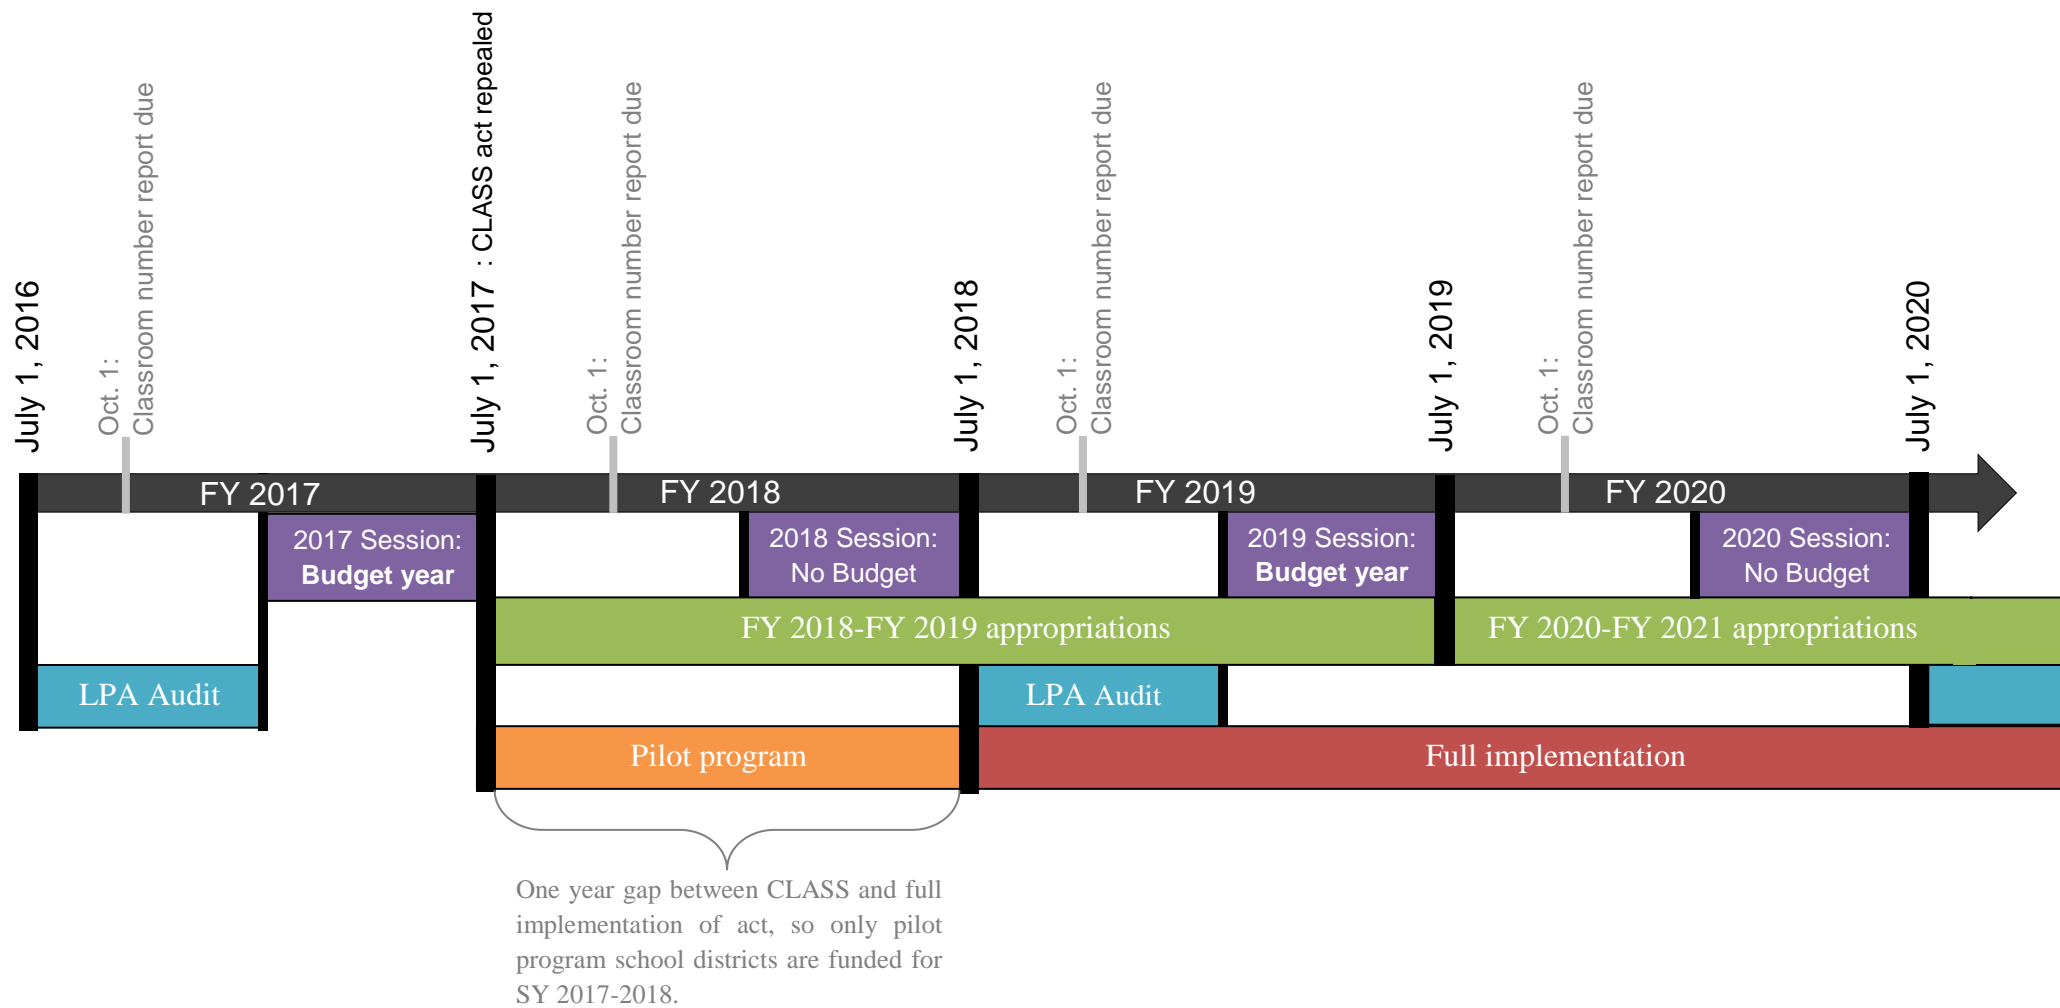 July 1, 2016
Oct. 1:
Classroom number report due
July 1, 2017 : CLASS act repealed
Oct. 1:
Classroom number report due
July 1, 2018
Oct. 1:
Classroom number report due
July 1, 2019
Oct. 1:
Classroom number report due
July 1, 2020
FY 2017
FY 2018
FY 2019
FY 2020
2017 Session:
Budget year
2018 Session:
No Budget
2019 Session:
Budget year
2020 Session:
No Budget
FY 2018-FY 2019 appropriations
FY 2020-FY 2021 appropriations
LPA Audit
LPA Audit
Pilot program
Full implementation
One year gap between CLASS and full
implementation of act, so only pilot
program school districts are funded for
SY 2017-2018.